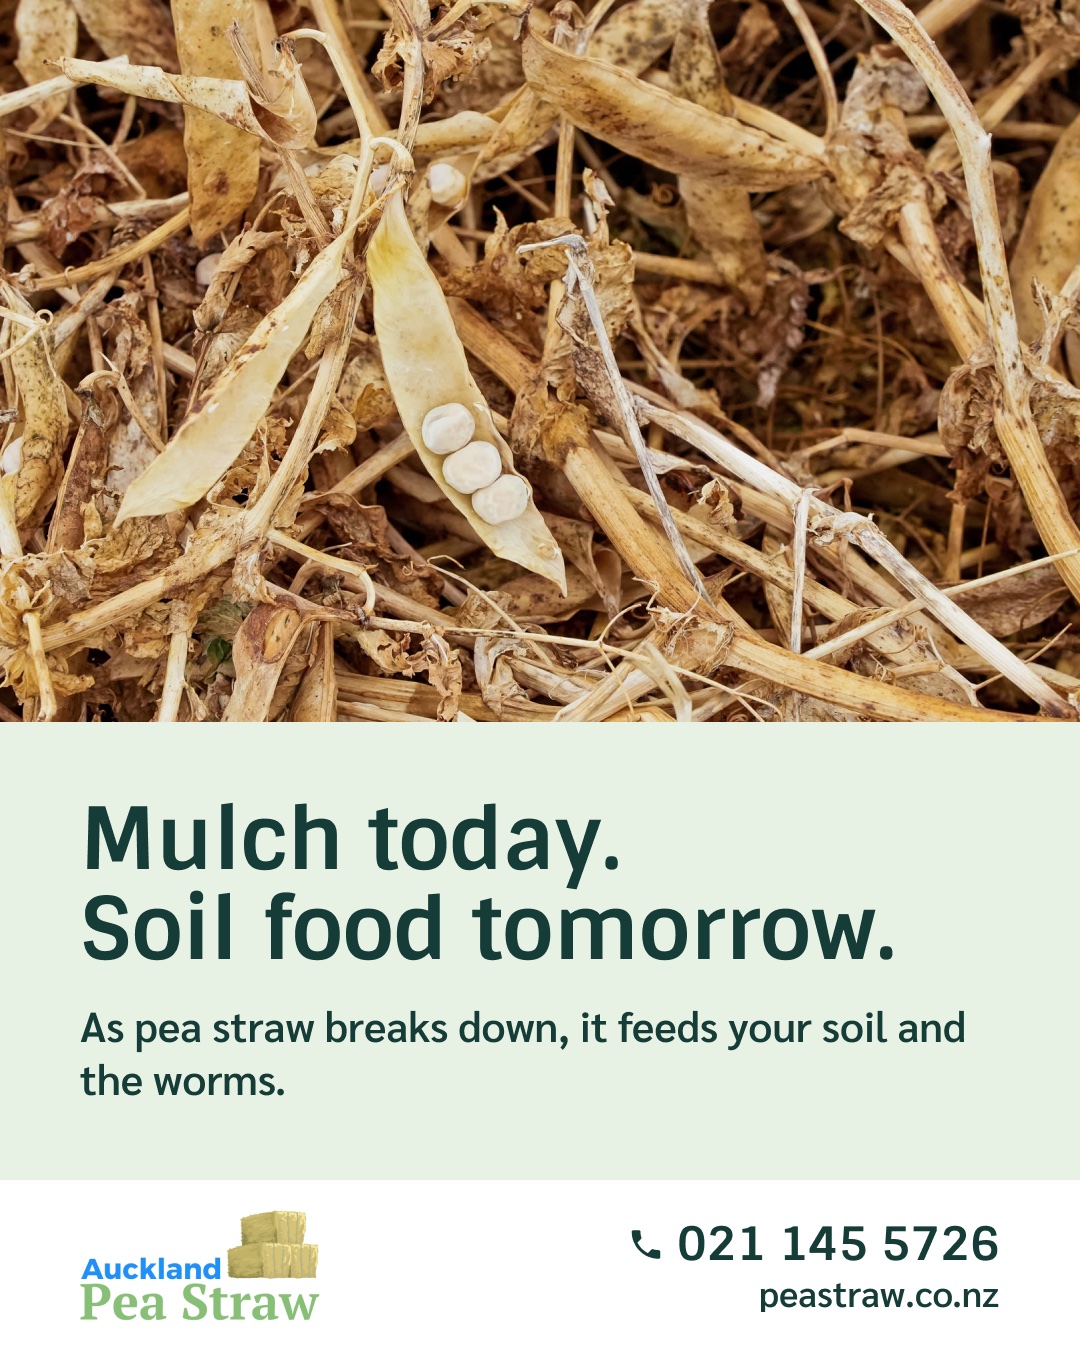 Mulch today.
Soil food tomorrow.
As pea straw breaks down, it feeds your soil and
the worms.
Auckland
Pea Straw
021 145 5726
peastraw.co.nz